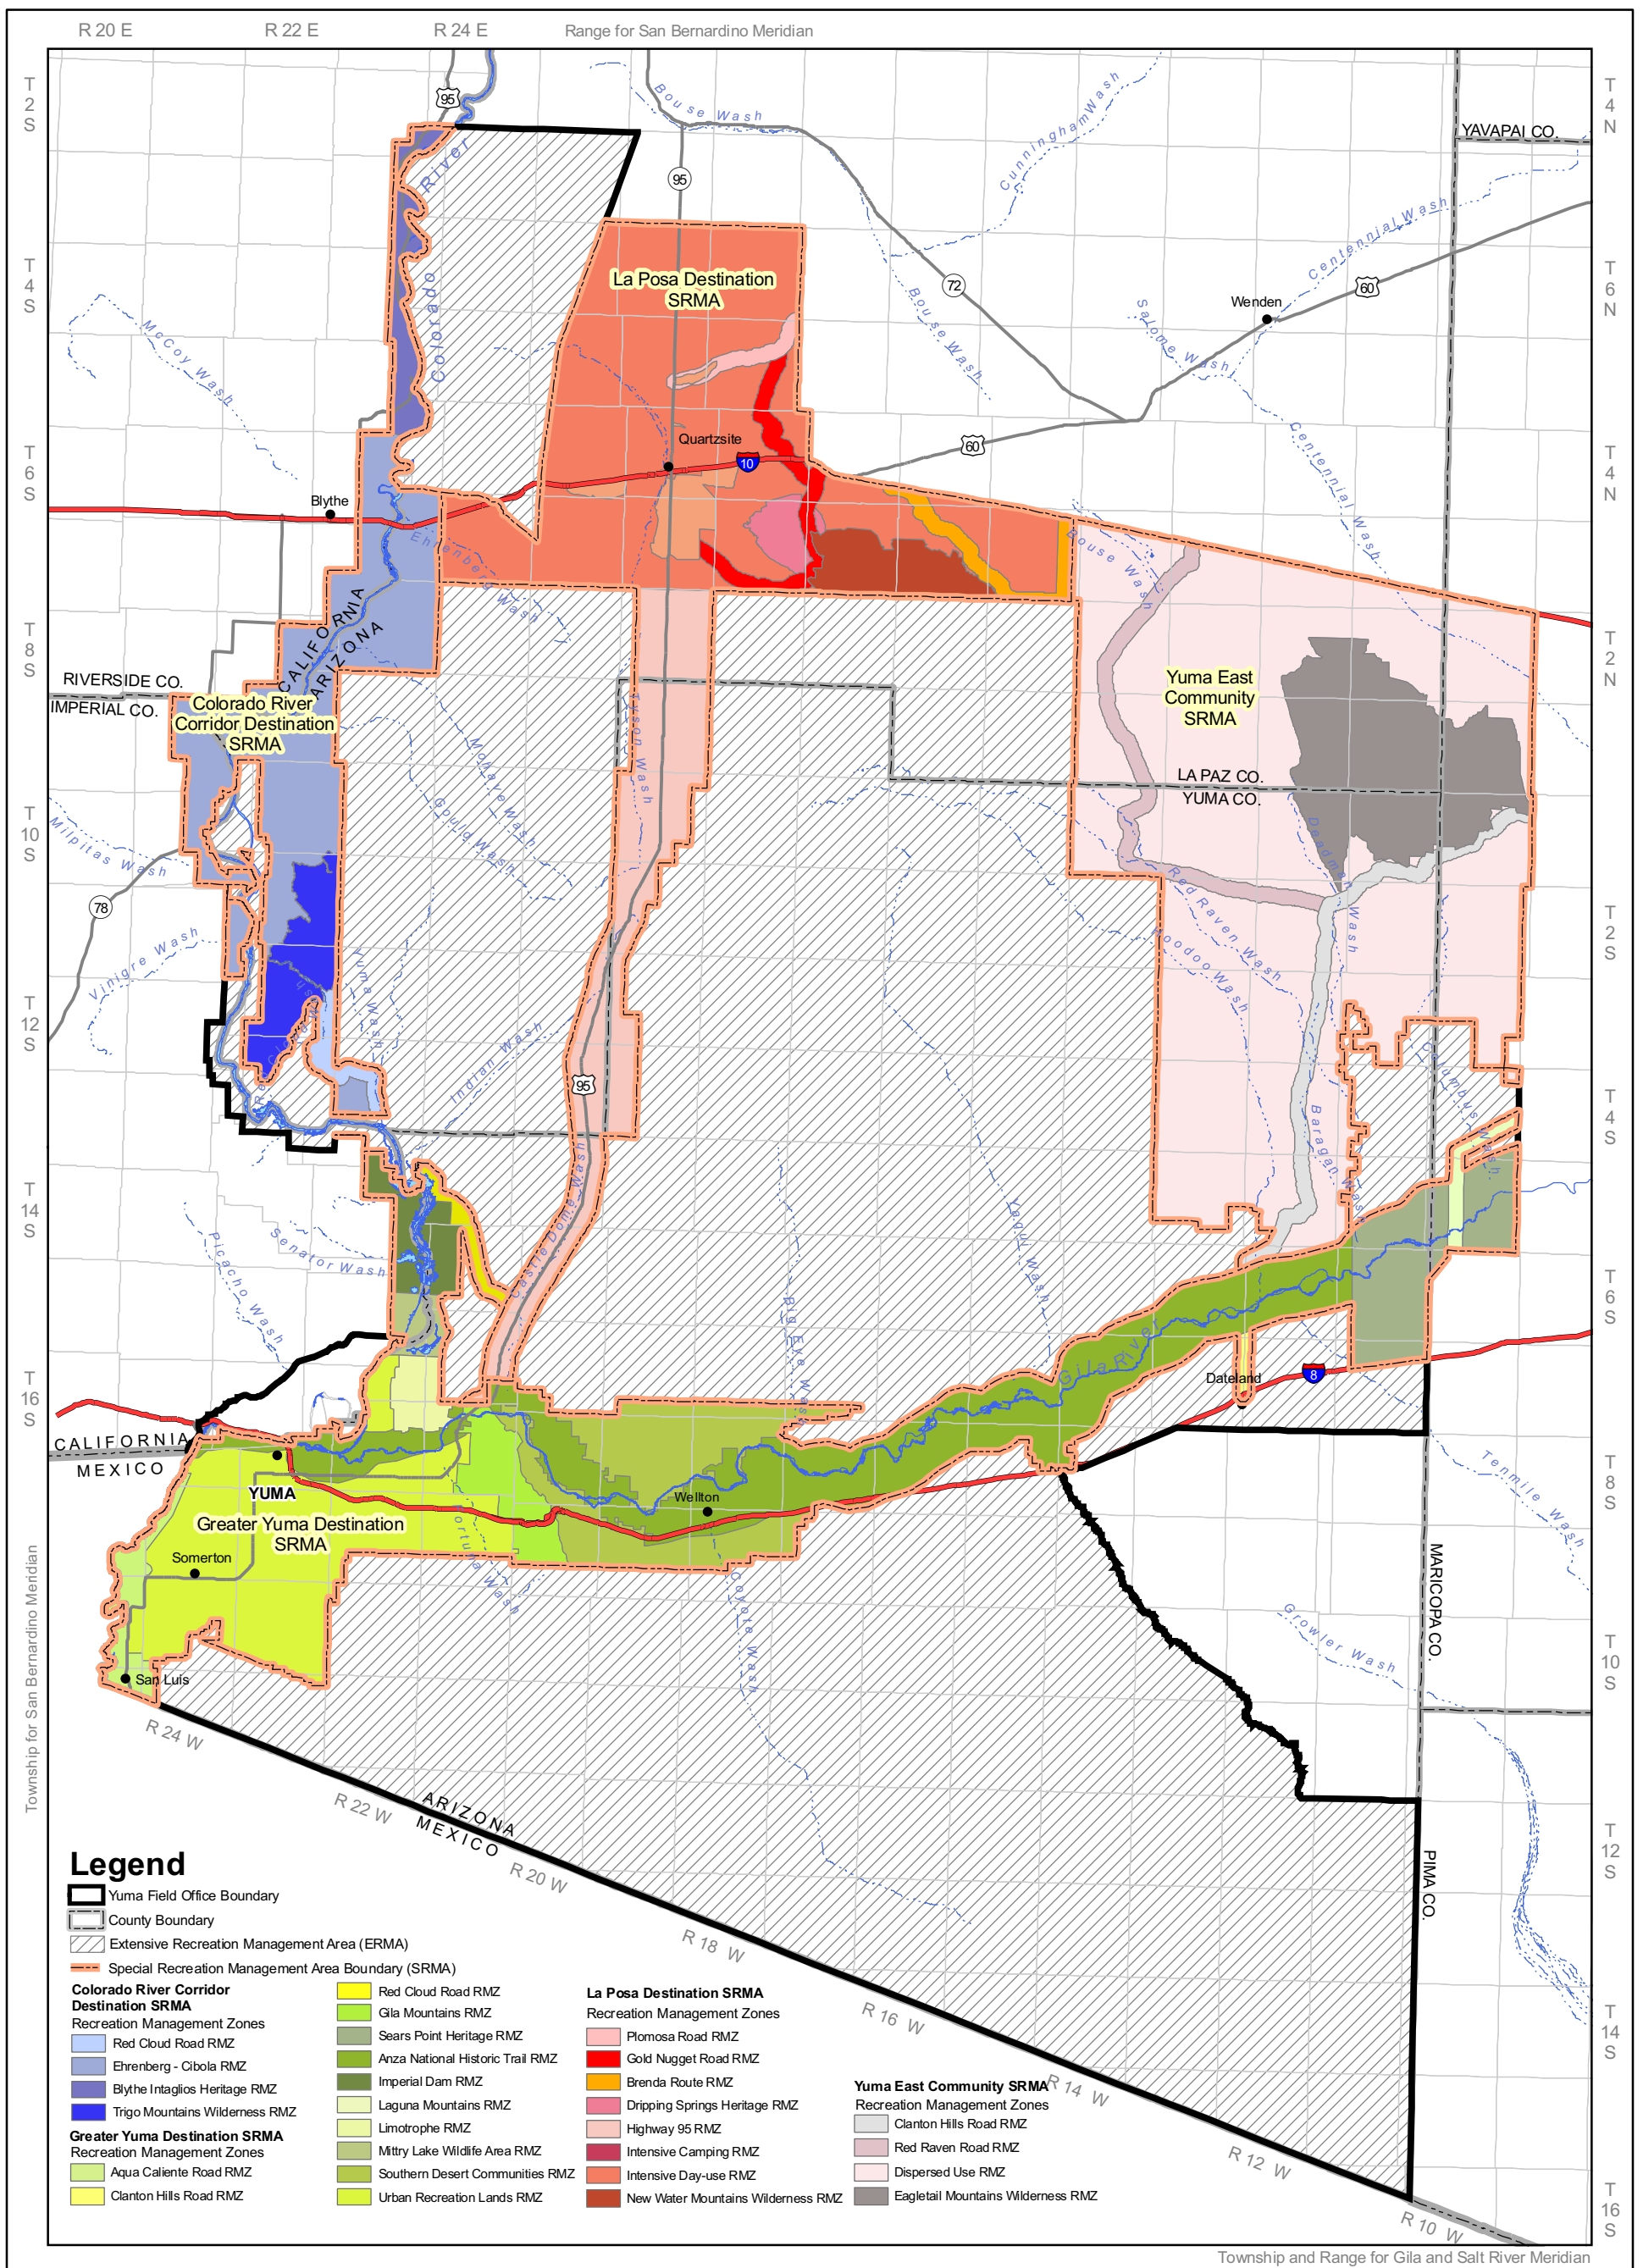 R 20 E
R 22 E
R 24 E
Range for San Bernardino Meridian
T
2
S
T
4
S
T
6
S
T
8
S
T
10
S
T
12
S
T
14
S
T
16
S
Township for San Bernardino Meridian
T
4
N
T
6
N
T
4
N
T
2
N
T
2
S
T
4
S
T
6
S
T
8
S
T
10
S
T
12
S
T
14
S
T
16
S
95
Bouse Wash
Cunningham Wash
YAVAPAI CO.
Colorado River
95
Centennial Wash
La Posa Destination
SRMA
72
60
Wenden
McCoy Wash
Bouse Wash
Salome Wash
Quartzsite
10
60
Centennial Wash
Blythe
Ehrenberg Wash
Bouse Wash
CALIFORNIA
ARIZONA
RIVERSIDE CO.
IMPERIAL CO.
Colorado River
Corridor Destination
SRMA
Yuma East
Community
SRMA
Tyson Wash
Mohave Wash
Gould Wash
LA PAZ CO.
YUMA CO.
Milpitas Wash
78
Deadman Wash
Red Raven Wash
Hoodoo Wash
Vinigre Wash
Yuma Wash
Indian Wash
95
Columbus Wash
Baragan Wash
Castle Dome Wash
Yaqui Wash
Senator Wash
Picacho Wash
Big Eye Wash
Gila River
Dateland
8
CALIFORNIA
MEXICO
YUMA
Wellton
Tenmile Wash
Greater Yuma Destination
SRMA
Somerton
Fortuna Wash
Coyote Wash
MARICOPA CO.
Growler Wash
San Luis
R 24 W
R 22 W
ARIZONA
MEXICO
R 20 W
R 18 W
R 16 W
R 14 W
R 12 W
R 10 W
PIMA CO.
Legend
Yuma Field Office Boundary
County Boundary
Extensive Recreation Management Area (ERMA)
Special Recreation Management Area Boundary (SRMA)
Colorado River Corridor
Destination SRMA
Recreation Management Zones
Red Cloud Road RMZ
Ehrenberg - Cibola RMZ
Blythe Intaglios Heritage RMZ
Trigo Mountains Wilderness RMZ
Greater Yuma Destination SRMA
Recreation Management Zones
Aqua Caliente Road RMZ
Clanton Hills Road RMZ
Red Cloud Road RMZ
Gila Mountains RMZ
Sears Point Heritage RMZ
Anza National Historic Trail RMZ
Imperial Dam RMZ
Laguna Mountains RMZ
Limotrophe RMZ
Mittry Lake Wildlife Area RMZ
Southern Desert Communities RMZ
Urban Recreation Lands RMZ
La Posa Destination SRMA
Recreation Management Zones
Plomosa Road RMZ
Gold Nugget Road RMZ
Brenda Route RMZ
Dripping Springs Heritage RMZ
Highway 95 RMZ
Intensive Camping RMZ
Intensive Day-use RMZ
New Water Mountains Wilderness RMZ
Yuma East Community SRMA
Recreation Management Zones
Clanton Hills Road RMZ
Red Raven Road RMZ
Dispersed Use RMZ
Eagletail Mountains Wilderness RMZ
Township and Range for Gila and Salt River Meridian